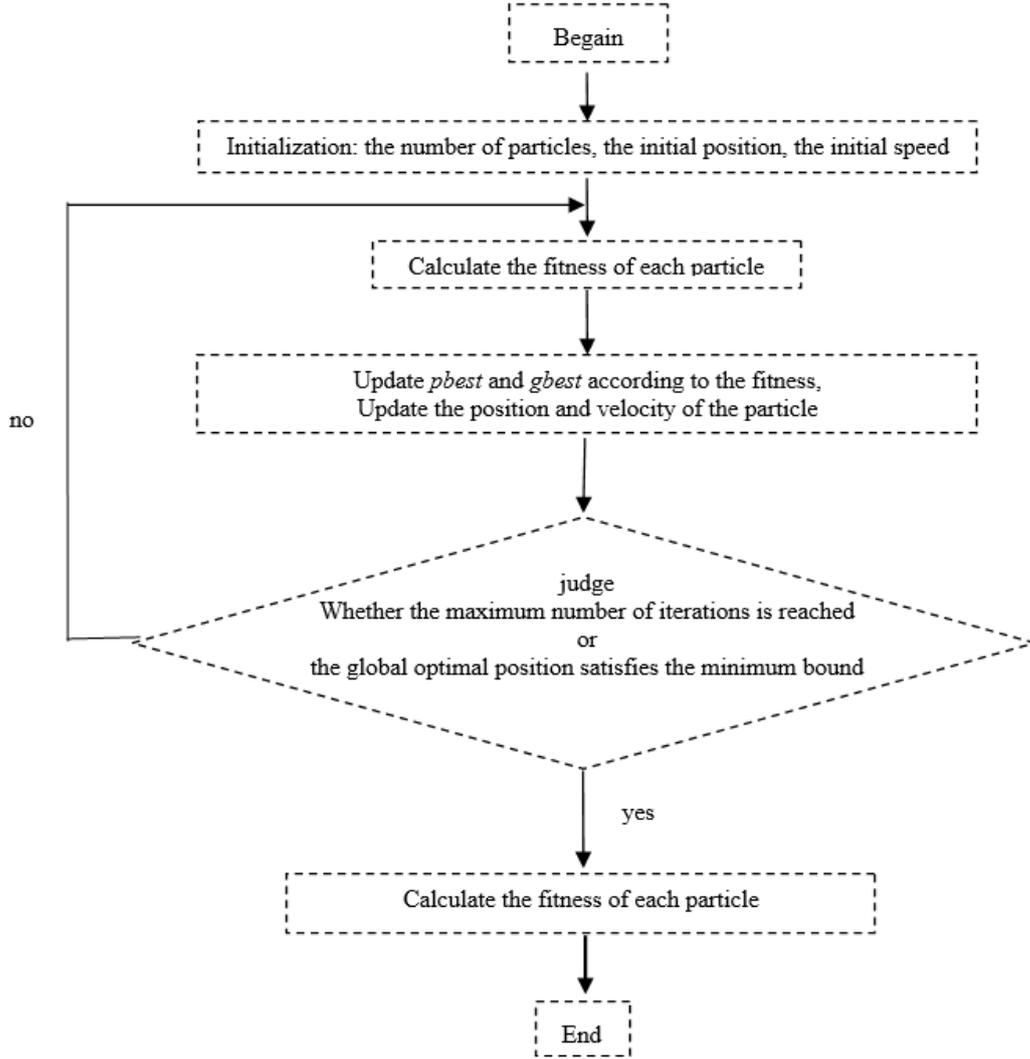 Begain
Initialization: the number of particles, the initial position, the initial speed
Calculate the fitness of each particle
Update pbest and gbest according to the fitness,
Update the position and velocity of the particle
no
judge
Whether the maximum number of iterations is reached
or
the global optimal position satisfies the minimum bound
yes
Calculate the fitness of each particle
End